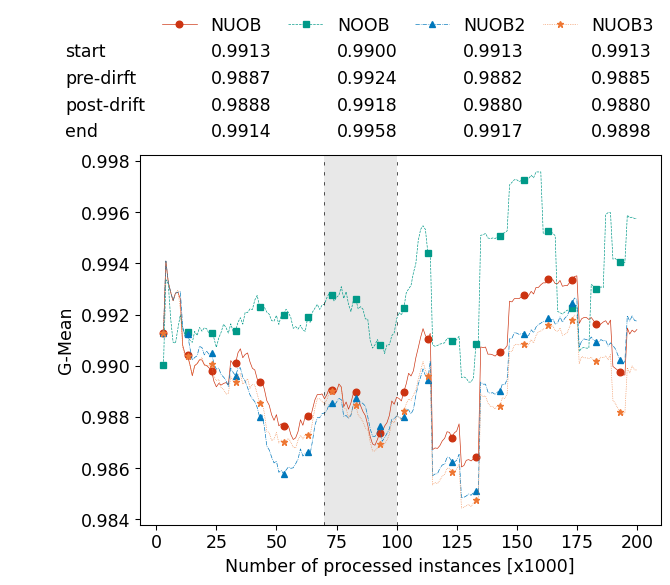 NUOB NOOB NUOB2 NUOB3
start 0.9913 0.9900 0.9913 0.9913
pre-dirft 0.9887 0.9924 0.9882 0.9885
post-drift 0.9888 0.9918 0.9880 0.9880
end 0.9914 0.9958 0.9917 0.9898
0.998
0.996
0.994
0.992
0.990
0.988
0.986
0.984
G-Mean
0 25 50 75 100 125 150 175 200
Number of processed instances [x1000]